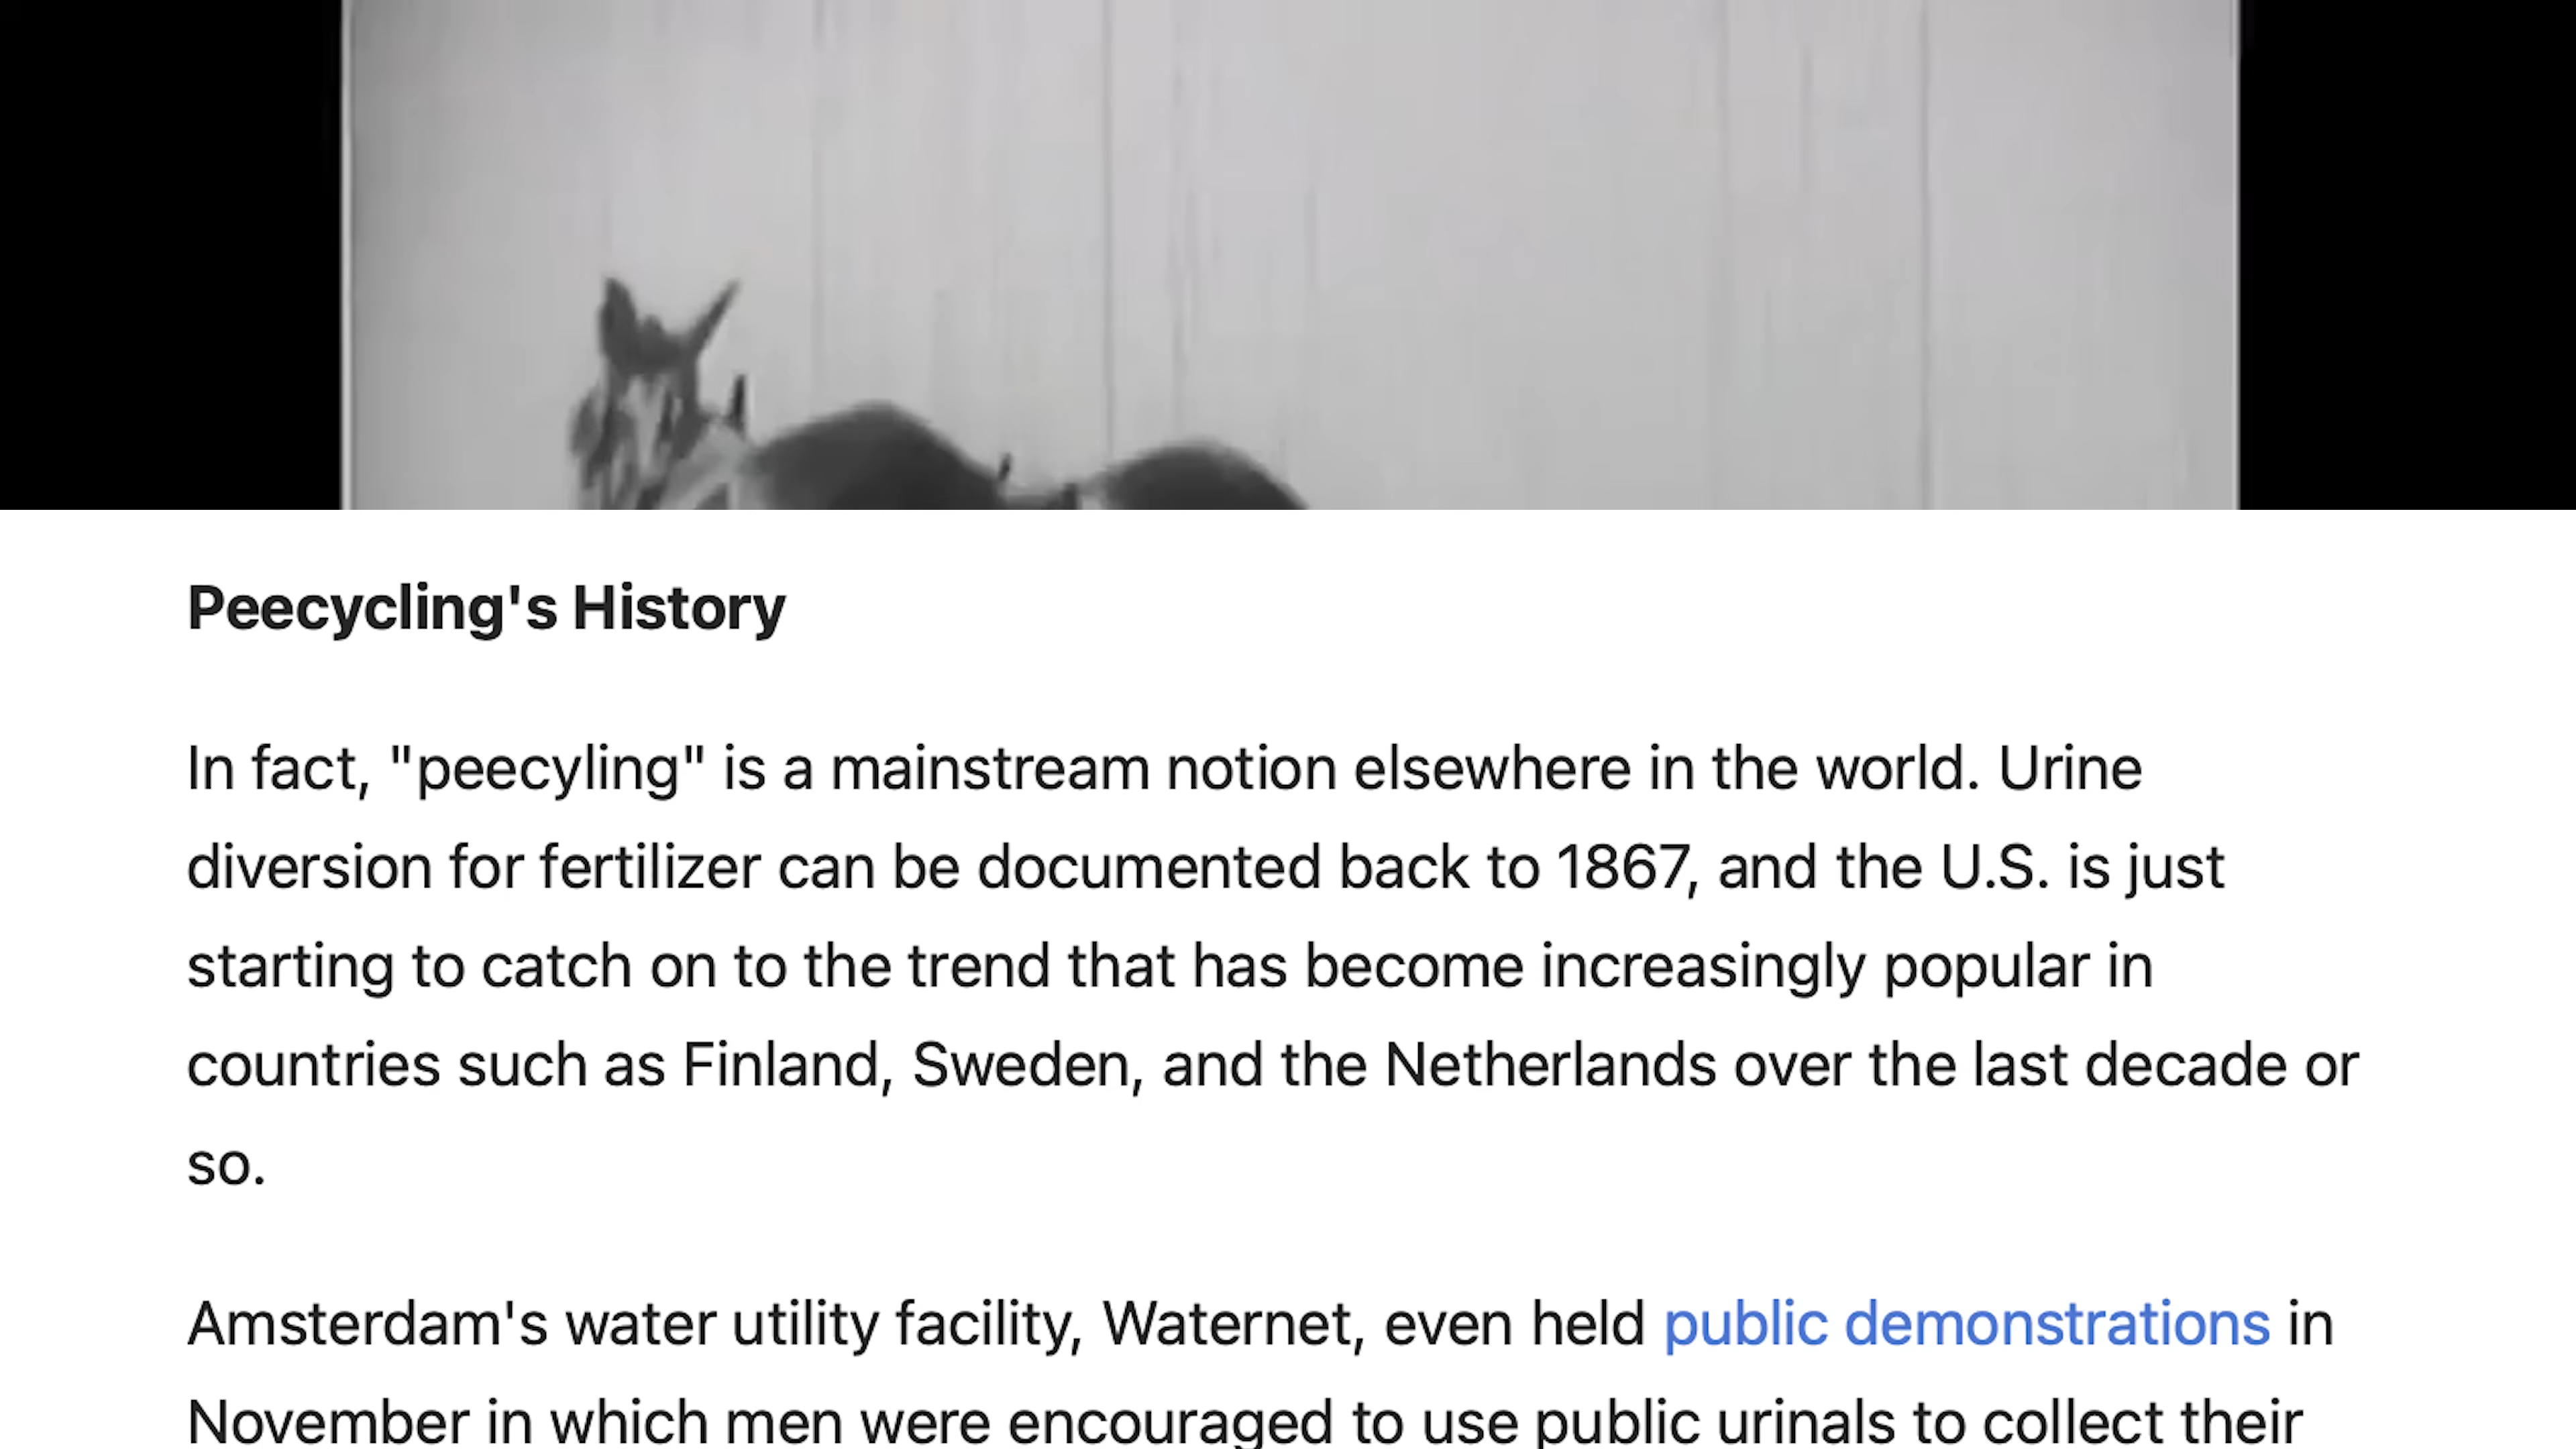 Peecycling's History
In fact, "peecyling" is a mainstream notion elsewhere in the world. Urine
diversion for fertilizer can be documented back to 1867, and the U.S. is just
starting to catch on to the trend that has become increasingly popular in
countries such as Finland, Sweden, and the Netherlands over the last decade or
so.
Amsterdam's water utility facility, Waternet, even held public demonstrations in
November in which men were encouraged to use public urinals to collect their